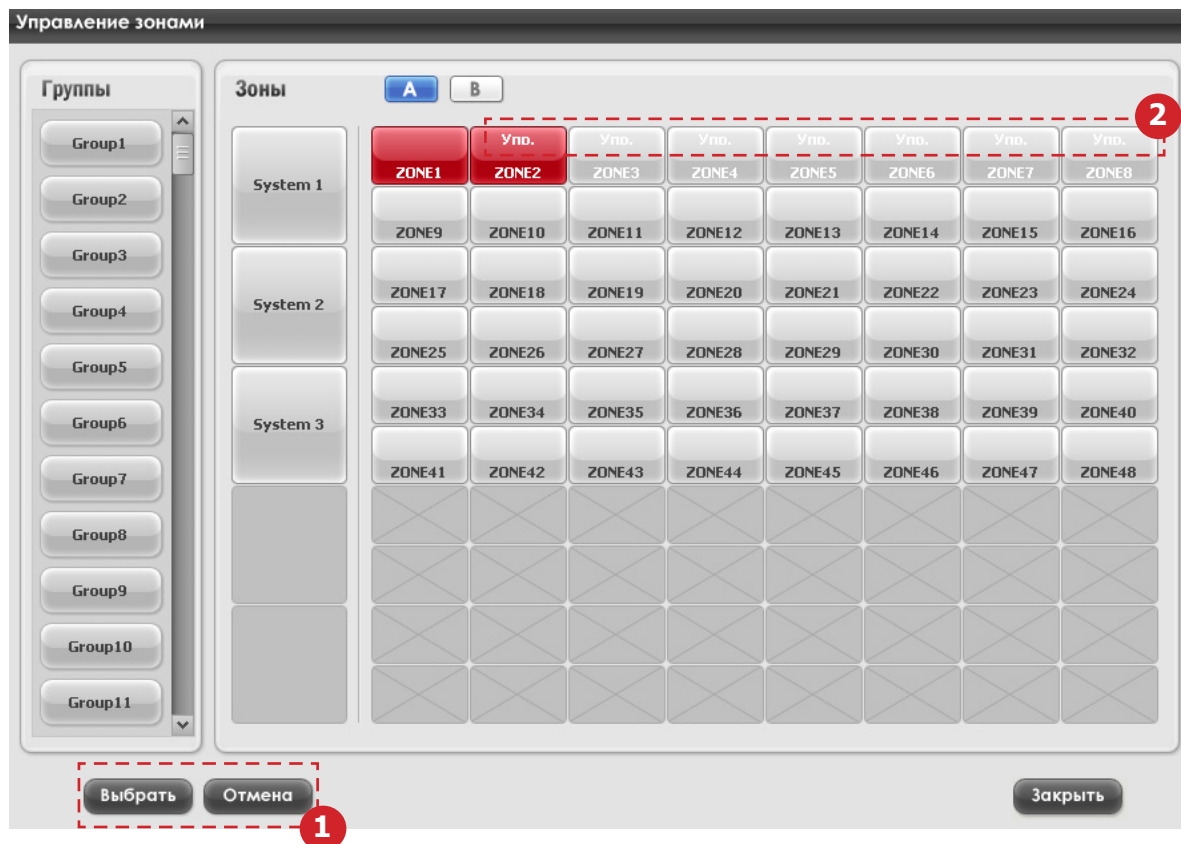 Управление зонами
Группы
Group1
Group2
Group3
Group4
Group5
Group6
Group7
Group8
Group9
Group10
Group11
Зоны
A B
2
System 1
Упр. Упр. Упр. Упр. Упр. Упр. Упр.
ZONE1 ZONE2 ZONE3 ZONE4 ZONE5 ZONE6 ZONE7 ZONE8
ZONE9 ZONE10 ZONE11 ZONE12 ZONE13 ZONE14 ZONE15 ZONE16
System 2
ZONE17 ZONE18 ZONE19 ZONE20 ZONE21 ZONE22 ZONE23 ZONE24
ZONE25 ZONE26 ZONE27 ZONE28 ZONE29 ZONE30 ZONE31 ZONE32
System 3
ZONE33 ZONE34 ZONE35 ZONE36 ZONE37 ZONE38 ZONE39 ZONE40
ZONE41 ZONE42 ZONE43 ZONE44 ZONE45 ZONE46 ZONE47 ZONE48
Выбрать Отмена Закрыть
1